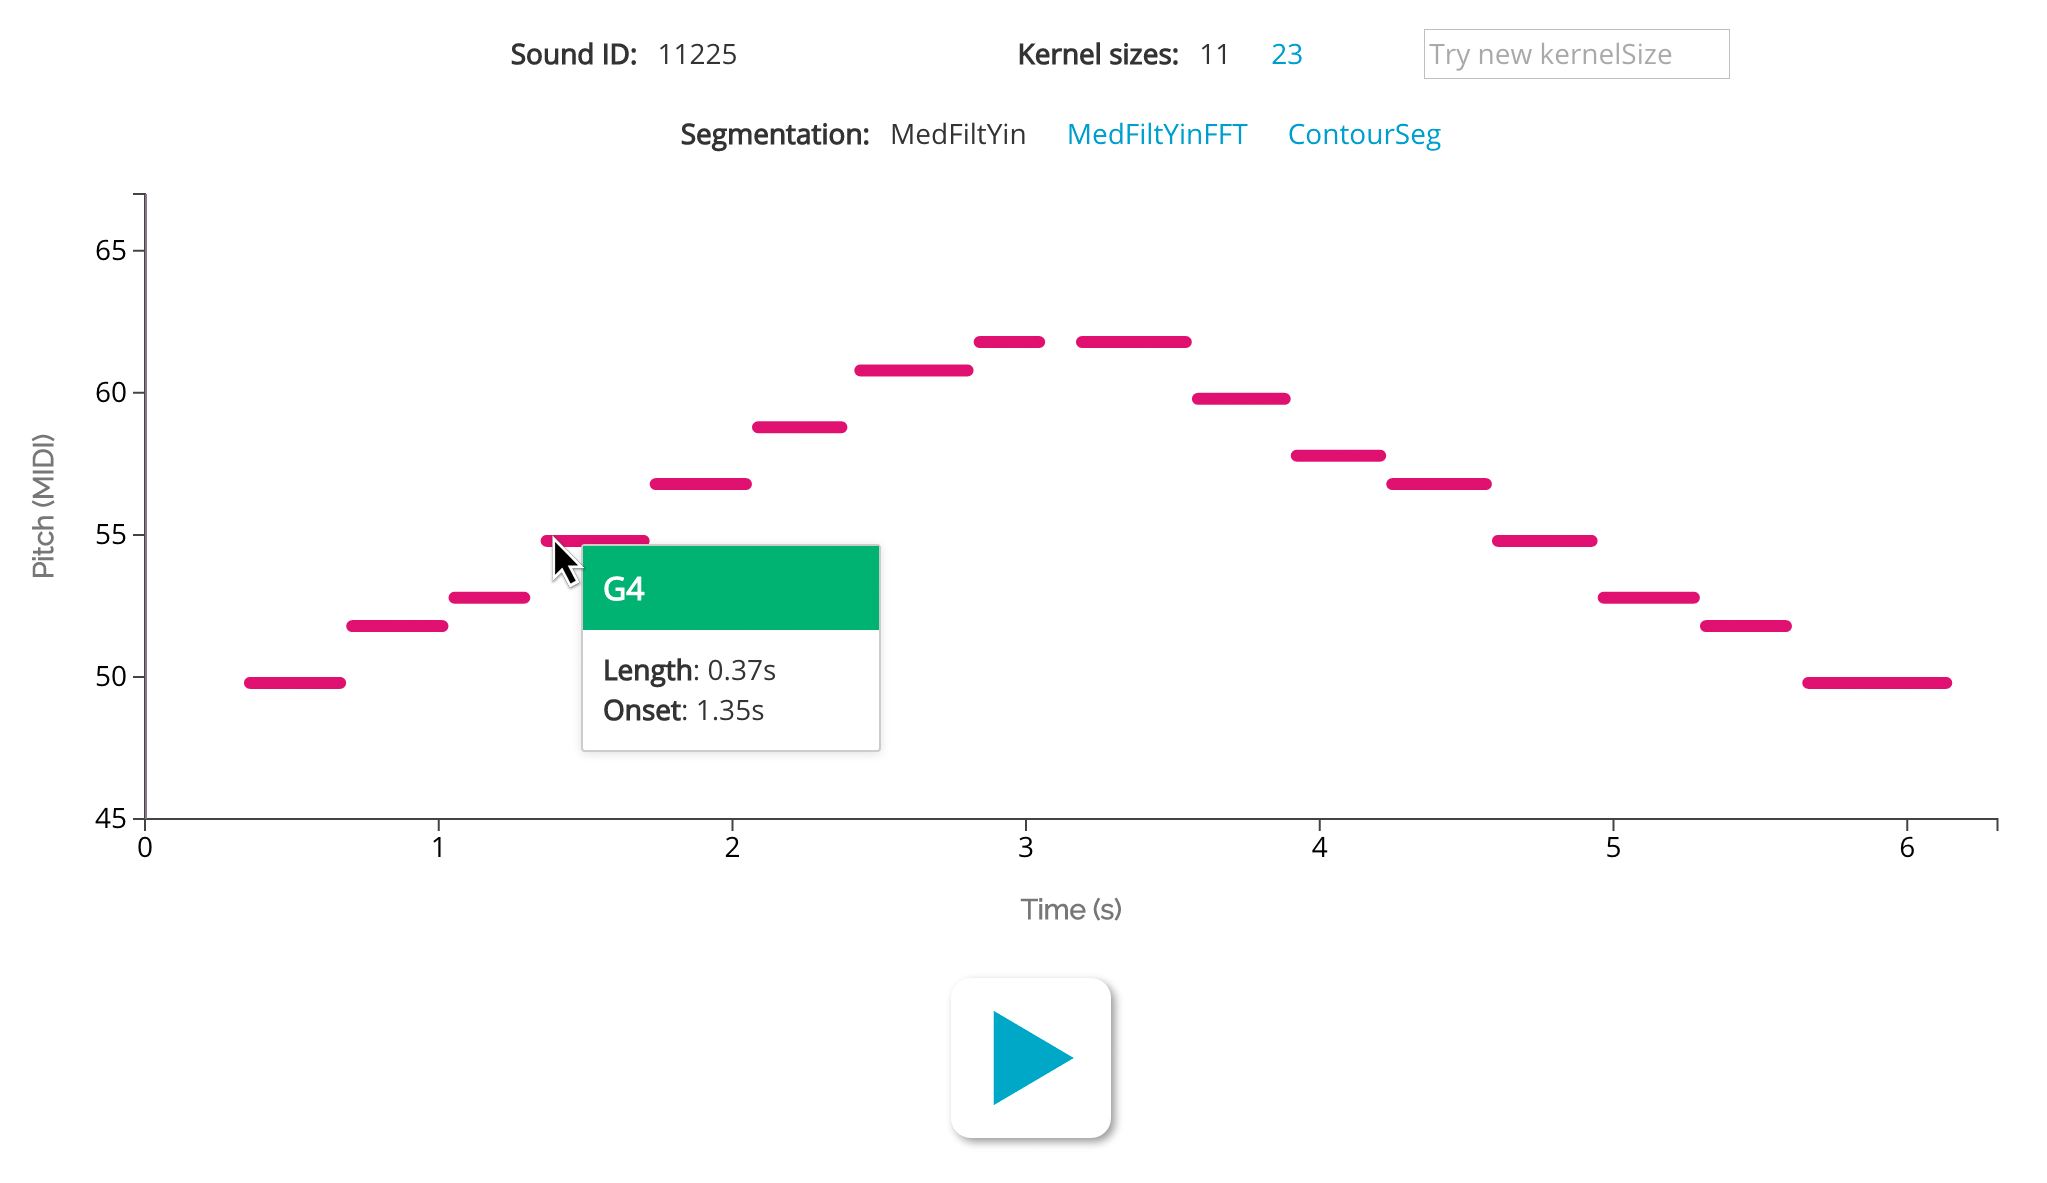 Sound ID: 11225 Kernel sizes: 11 23 Try new kernelSize
Segmentation: MedFiltYin MedFiltYinFFT ContourSeg
65
60
55
50
45
Pitch (MIDI)
G4
Length: 0.37s
Onset: 1.35s
0 1 2 3 4 5 6
Time (s)